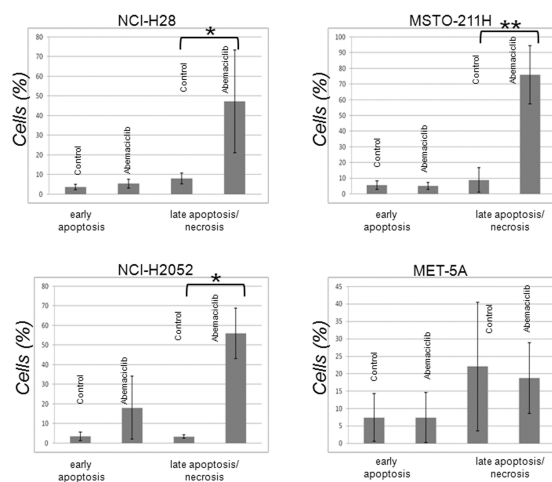 NCI-H28
*
Cells (%)
80
70
60
50
40
30
20
10
0
Control
Abemaciclib
Control
Abemaciclib
early
apoptosis
late apoptosis/
necrosis
MSTO-211H
**
Cells (%)
100
90
80
70
60
50
40
30
20
10
0
Control
Abemaciclib
Control
Abemaciclib
early
apoptosis
late apoptosis/
necrosis
NCI-H2052
*
Cells (%)
80
70
60
50
40
30
20
10
0
Control
Abemaciclib
Control
Abemaciclib
early
apoptosis
late apoptosis/
necrosis
MET-5A
Cells (%)
45
40
35
30
25
20
15
10
5
0
Control
Abemaciclib
Control
Abemaciclib
early
apoptosis
late apoptosis/
necrosis